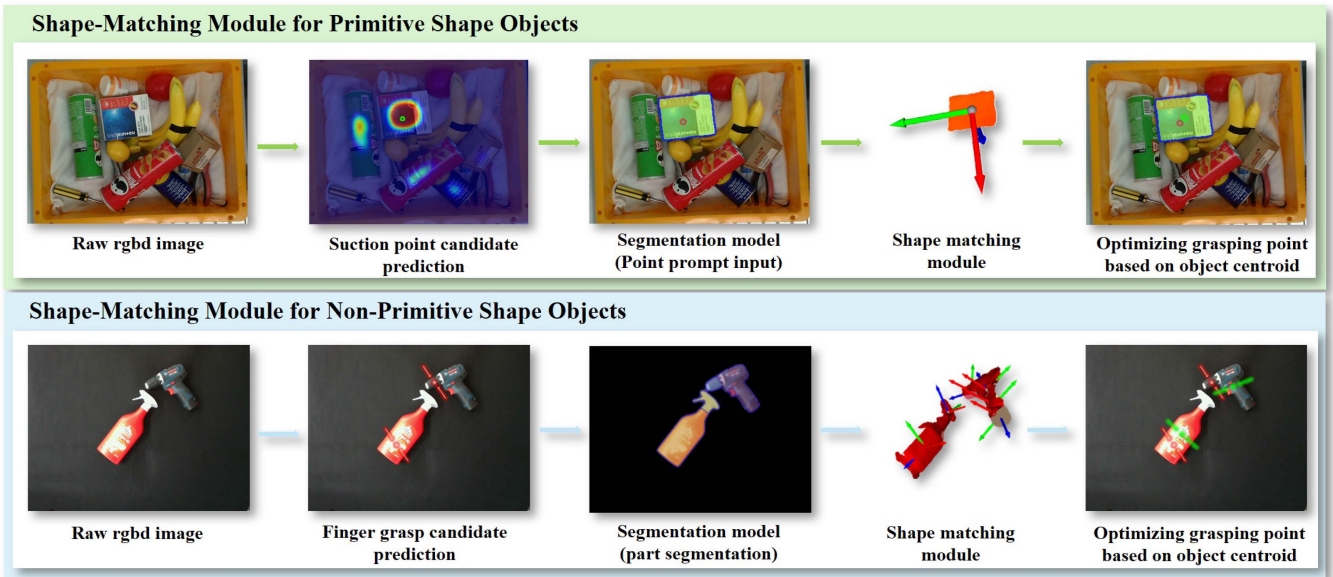 Shape-Matching Module for Primitive Shape Objects
Raw rgbd image
Suction point candidate
prediction
Segmentation model
(Point prompt input)
Shape matching
module
Optimizing grasping point
based on object centroid
Shape-Matching Module for Non-Primitive Shape Objects
Raw rgbd image
Finger grasp candidate
prediction
Segmentation model
(part segmentation)
Shape matching
module
Optimizing grasping point
based on object centroid